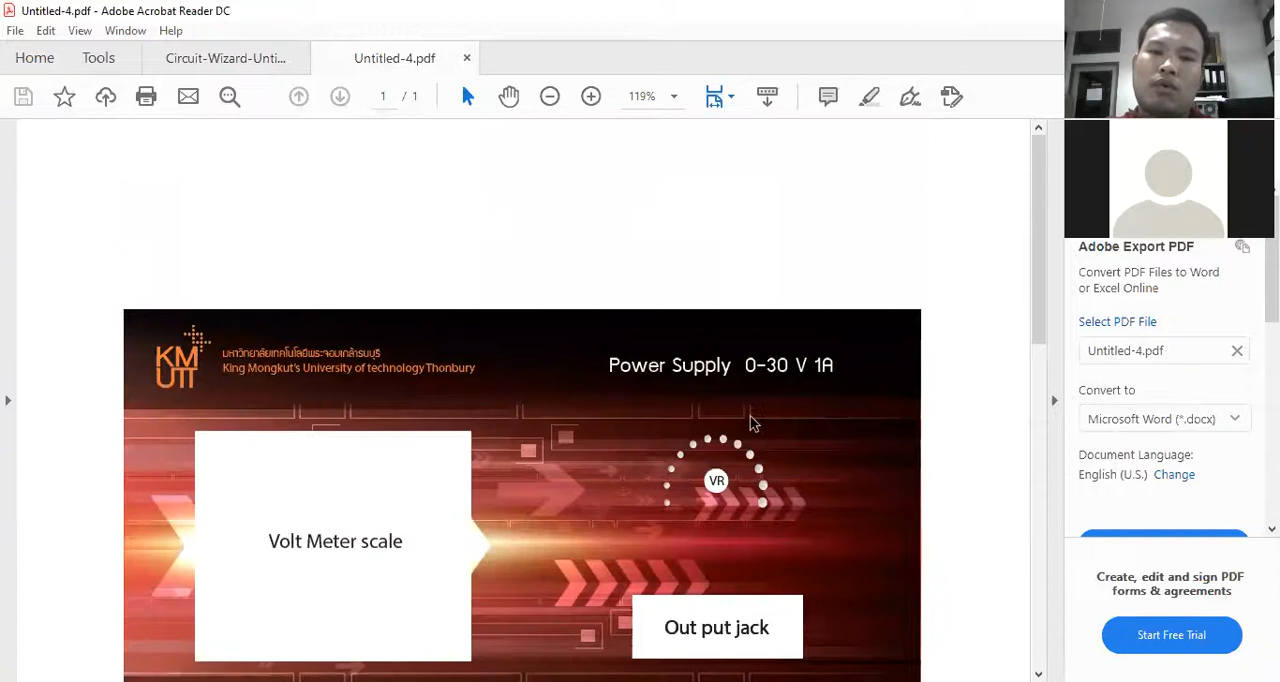 Untitled-4.pdf - Adobe Acrobat Reader DC
File Edit View Window Help
Home Tools Circuit-Wizard-Unti... Untitled-4.pdf ×
1 / 1 119%
Adobe Export PDF
Convert PDF Files to Word
or Excel Online
Select PDF File
Untitled-4.pdf
Convert to
Microsoft Word (*.docx)
Document Language:
English (U.S.) Change
Create, edit and sign PDF
forms & agreements
Start Free Trial
KM
UTT
มหาวิทยาลัยเทคโนโลยีพระจอมเกล้าธนบุรี
King Mongkut's University of technology Thonbury
Power Supply 0-30 V 1A
VR
Volt Meter scale
Out put jack